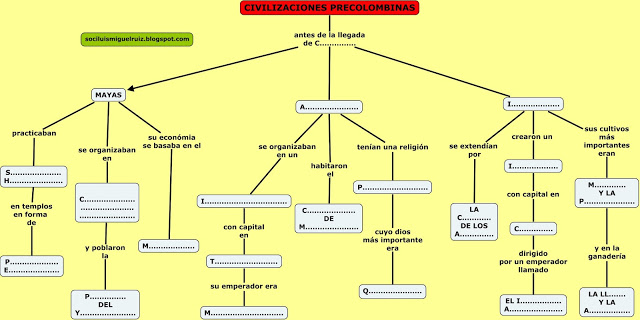 CIVILIZACIONES PRECOLOMBINAS
sociluismiguelruiz.blogspot.com
antes de la llegada
de C..............
MAYAS
practicaban
S....................
H.....................
en templos en
forma de
P................
E................
se organizaban
en
C...................
......................
......................
y poblaron
la
P..............
DEL
Y....................
su económia
se basaba en el
M.................
A......................
se organizaban
en un
I.........................
con capital
en
T.......................
su emperador era
M..........................
habitaron
el
C....................
DE
M...................
tenían una religión
P........................
cuyo dios
más importante
era
Q....................
I.....................
se extendían
por
LA
C............
DE LOS
A.............
crearon un
I...................
con capital en
C.............
dirigido
por un emperador
llamado
EL I...............
A....................
sus cultivos
más
importantes
eran
M............
Y LA
P...................
y en la
ganadería
LA LL.......
Y LA
A................